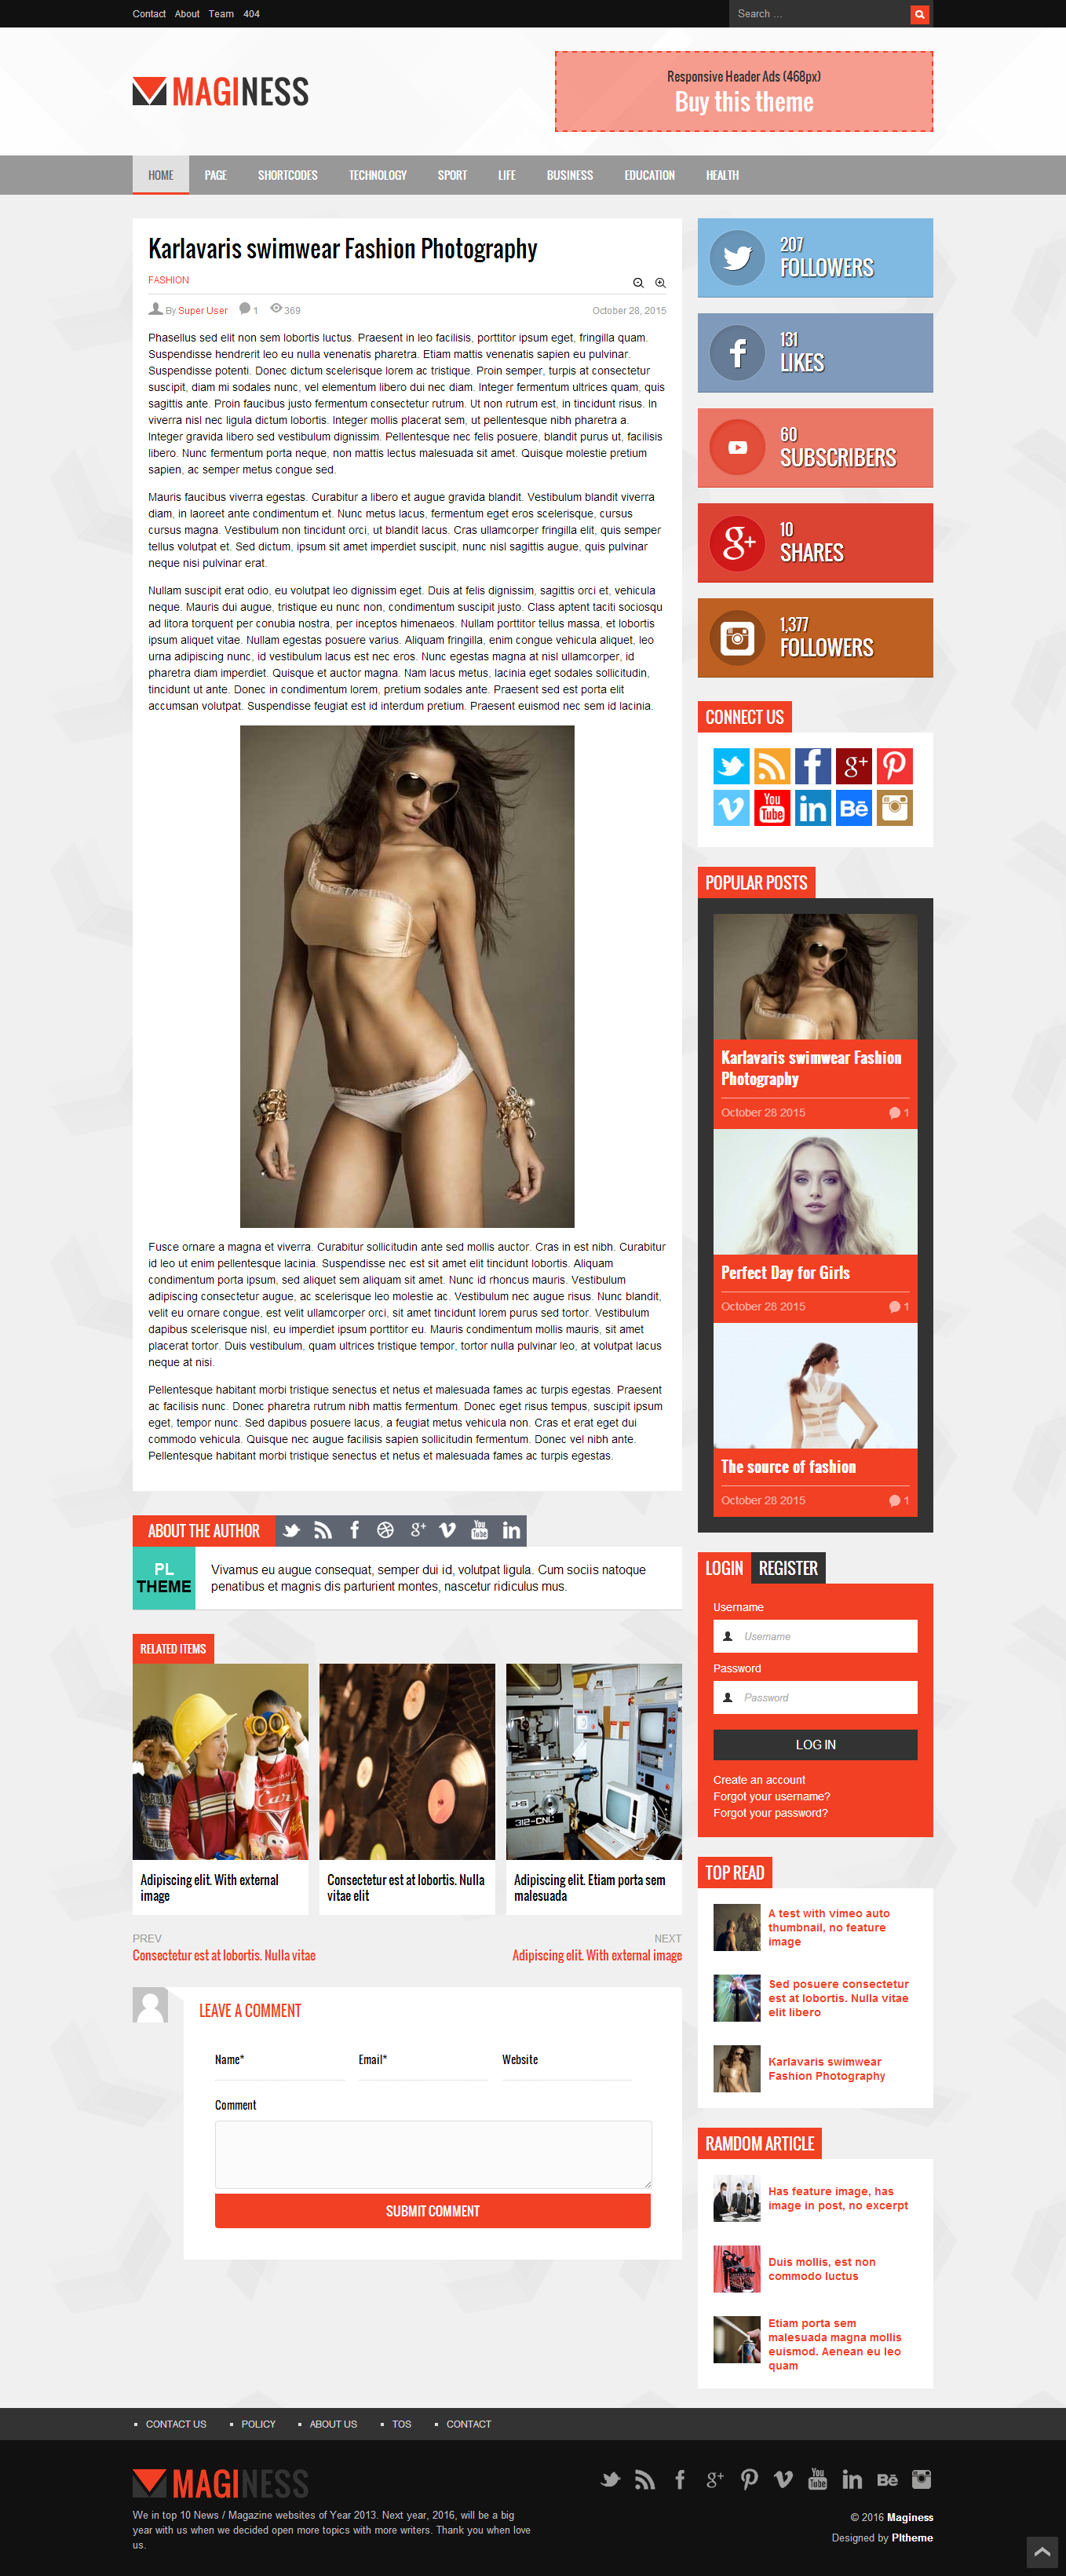 Contact About Team 404
Search ...
MAGINESS
Responsive Header Ads (468px)
Buy this theme
HOME PAGE SHORTCODES TECHNOLOGY SPORT LIFE BUSINESS EDUCATION HEALTH
Karlavaris swimwear Fashion Photography
FASHION
By Super User 1 369
October 28, 2015
Phasellus sed elit non sem lobortis luctus. Praesent in leo facilisis, porttitor ipsum eget, fringilla quam.
Suspendisse hendrerit leo eu nulla venenatis pharetra. Etiam mattis venenatis sapien eu pulvinar.
Suspendisse potenti. Donec dictum scelerisque lorem ac tristique. Proin semper, turpis at consectetur
suscipit, diam mi sodales nunc, vel elementum libero dui nec diam. Integer fermentum ultrices quam, quis
sagittis ante. Proin faucibus justo fermentum consectetur rutrum. Ut non rutrum est, in tincidunt risus. In
viverra nisl nec ligula dictum lobortis. Integer mollis placerat sem, ut pellentesque nibh pharetra a.
Integer gravida libero sed vestibulum dignissim. Pellentesque nec felis posuere, blandit purus ut, facilisis
libero. Nunc fermentum porta neque, non mattis lectus malesuada sit amet. Quisque molestie pretium
sapien, ac semper metus congue sed.
Mauris faucibus viverra egestas. Curabitur a libero et augue gravida blandit. Vestibulum blandit viverra
diam, in laoreet ante condimentum et. Nunc metus lacus, fermentum eget eros scelerisque, cursus
cursus magna. Vestibulum non tincidunt orci, ut blandit lacus. Cras ullamcorper fringilla elit, quis semper
tellus volutpat et. Sed dictum, ipsum sit amet imperdiet suscipit, nunc nisl sagittis augue, quis pulvinar
neque nisi pulvinar erat.
Nullam suscipit erat odio, eu volutpat leo dignissim eget. Duis at felis dignissim, sagittis orci et, vehicula
neque. Mauris dui augue, tristique eu nunc non, condimentum suscipit justo. Class aptent taciti sociosqu
ad litora torquent per conubia nostra, per inceptos himenaeos. Nullam porttitor tellus massa, et lobortis
ipsum aliquet vitae. Nullam egestas posuere varius. Aliquam fringilla, enim congue vehicula aliquet, leo
urna adipiscing nunc, id vestibulum lacus est nec eros. Nunc egestas magna at nisl ullamcorper, id
pharetra diam imperdiet. Quisque et auctor magna. Nam lacus metus, lacinia eget sodales sollicitudin,
tincidunt ut ante. Donec in condimentum lorem, pretium sodales ante. Praesent sed est porta elit
accumsan volutpat. Suspendisse feugiat est id interdum pretium. Praesent euismod nec sem id lacinia.
Fusce ornare a magna et viverra. Curabitur sollicitudin ante sed mollis auctor. Cras in est nibh. Curabitur
id leo ut enim pellentesque lacinia. Suspendisse nec est sit amet elit tincidunt lobortis. Aliquam
condimentum porta ipsum, sed aliquet sem aliquam sit amet. Nunc id rhoncus mauris. Vestibulum
adipiscing consectetur augue, ac scelerisque leo molestie ac. Vestibulum nec augue risus. Nunc blandit,
velit eu ornare congue, est velit ullamcorper orci, sit amet tincidunt lorem purus sed tortor. Vestibulum
dapibus scelerisque nisl, eu imperdiet ipsum porttitor eu. Mauris condimentum mollis mauris, sit amet
placerat tortor. Duis vestibulum, quam ultrices tristique tempor, tortor nulla pulvinar leo, at volutpat lacus
neque at nisi.
Pellentesque habitant morbi tristique senectus et netus et malesuada fames ac turpis egestas. Praesent
ac facilisis nunc. Donec pharetra rutrum nibh mattis fermentum. Donec eget risus tempus, suscipit ipsum
eget, tempor nunc. Sed dapibus posuere lacus, a feugiat metus vehicula non. Cras et erat eget dui
commodo vehicula. Quisque nec augue facilisis sapien sollicitudin fermentum. Donec vel nibh ante.
Pellentesque habitant morbi tristique senectus et netus et malesuada fames ac turpis egestas.
ABOUT THE AUTHOR
g+ You Tube in
PL
THEME
Vivamus eu augue consequat, semper dui id, volutpat ligula. Cum sociis natoque
penatibus et magnis dis parturient montes, nascetur ridiculus mus.
RELATED ITEMS
J-S
312-CNC
Adipiscing elit. With external
image
Consectetur est at lobortis. Nulla
vitae elit
Adipiscing elit. Etiam porta sem
malesuada
PREV
Consectetur est at lobortis. Nulla vitae
NEXT
Adipiscing elit. With external image
LEAVE A COMMENT
Name* Email* Website
Comment
SUBMIT COMMENT
207
FOLLOWERS
131
LIKES
60
SUBSCRIBERS
g+
10
SHARES
1,377
FOLLOWERS
CONNECT US
g+
You Tube in Bē
POPULAR POSTS
Karlavaris swimwear Fashion
Photography
October 28 2015 1
Perfect Day for Girls
October 28 2015 1
The source of fashion
October 28 2015 1
LOGIN REGISTER
Username
Username
Password
Password
LOG IN
Create an account
Forgot your username?
Forgot your password?
TOP READ
A test with vimeo auto
thumbnail, no feature
image
Sed posuere consectetur
est at lobortis. Nulla vitae
elit libero
Karlavaris swimwear
Fashion Photography
RAMDOM ARTICLE
Has feature image, has
image in post, no excerpt
Duis mollis, est non
commodo luctus
Etiam porta sem
malesuada magna mollis
euismod. Aenean eu leo
quam
CONTACT US POLICY ABOUT US TOS CONTACT
MAGINESS
We in top 10 News / Magazine websites of Year 2013. Next year, 2016, will be a big
year with us when we decided open more topics with more writers. Thank you when love
us.
g+ You Tube in Bē
© 2016 Maginess
Designed by Pltheme